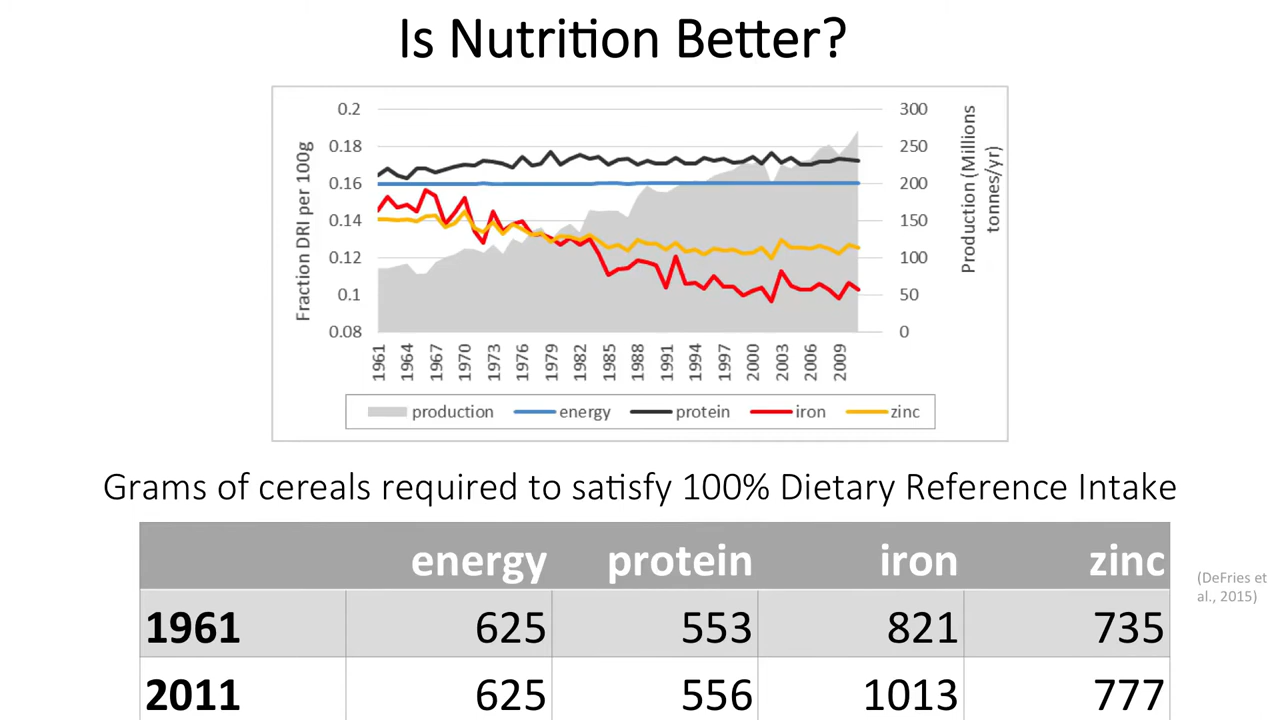 Is Nutrition Better?
Fraction DRI per 100g
0.2
0.18
0.16
0.14
0.12
0.1
0.08
300
250
200
150
100
50
0
Production (Millions
tonnes/yr)
1961
1964
1967
1970
1973
1976
1979
1982
1985
1988
1991
1994
1997
2000
2003
2006
2009
production energy protein iron zinc
Grams of cereals required to satisfy 100% Dietary Reference Intake
energy protein iron zinc
1961 625 553 821 735
2011 625 556 1013 777
(DeFries et
al., 2015)